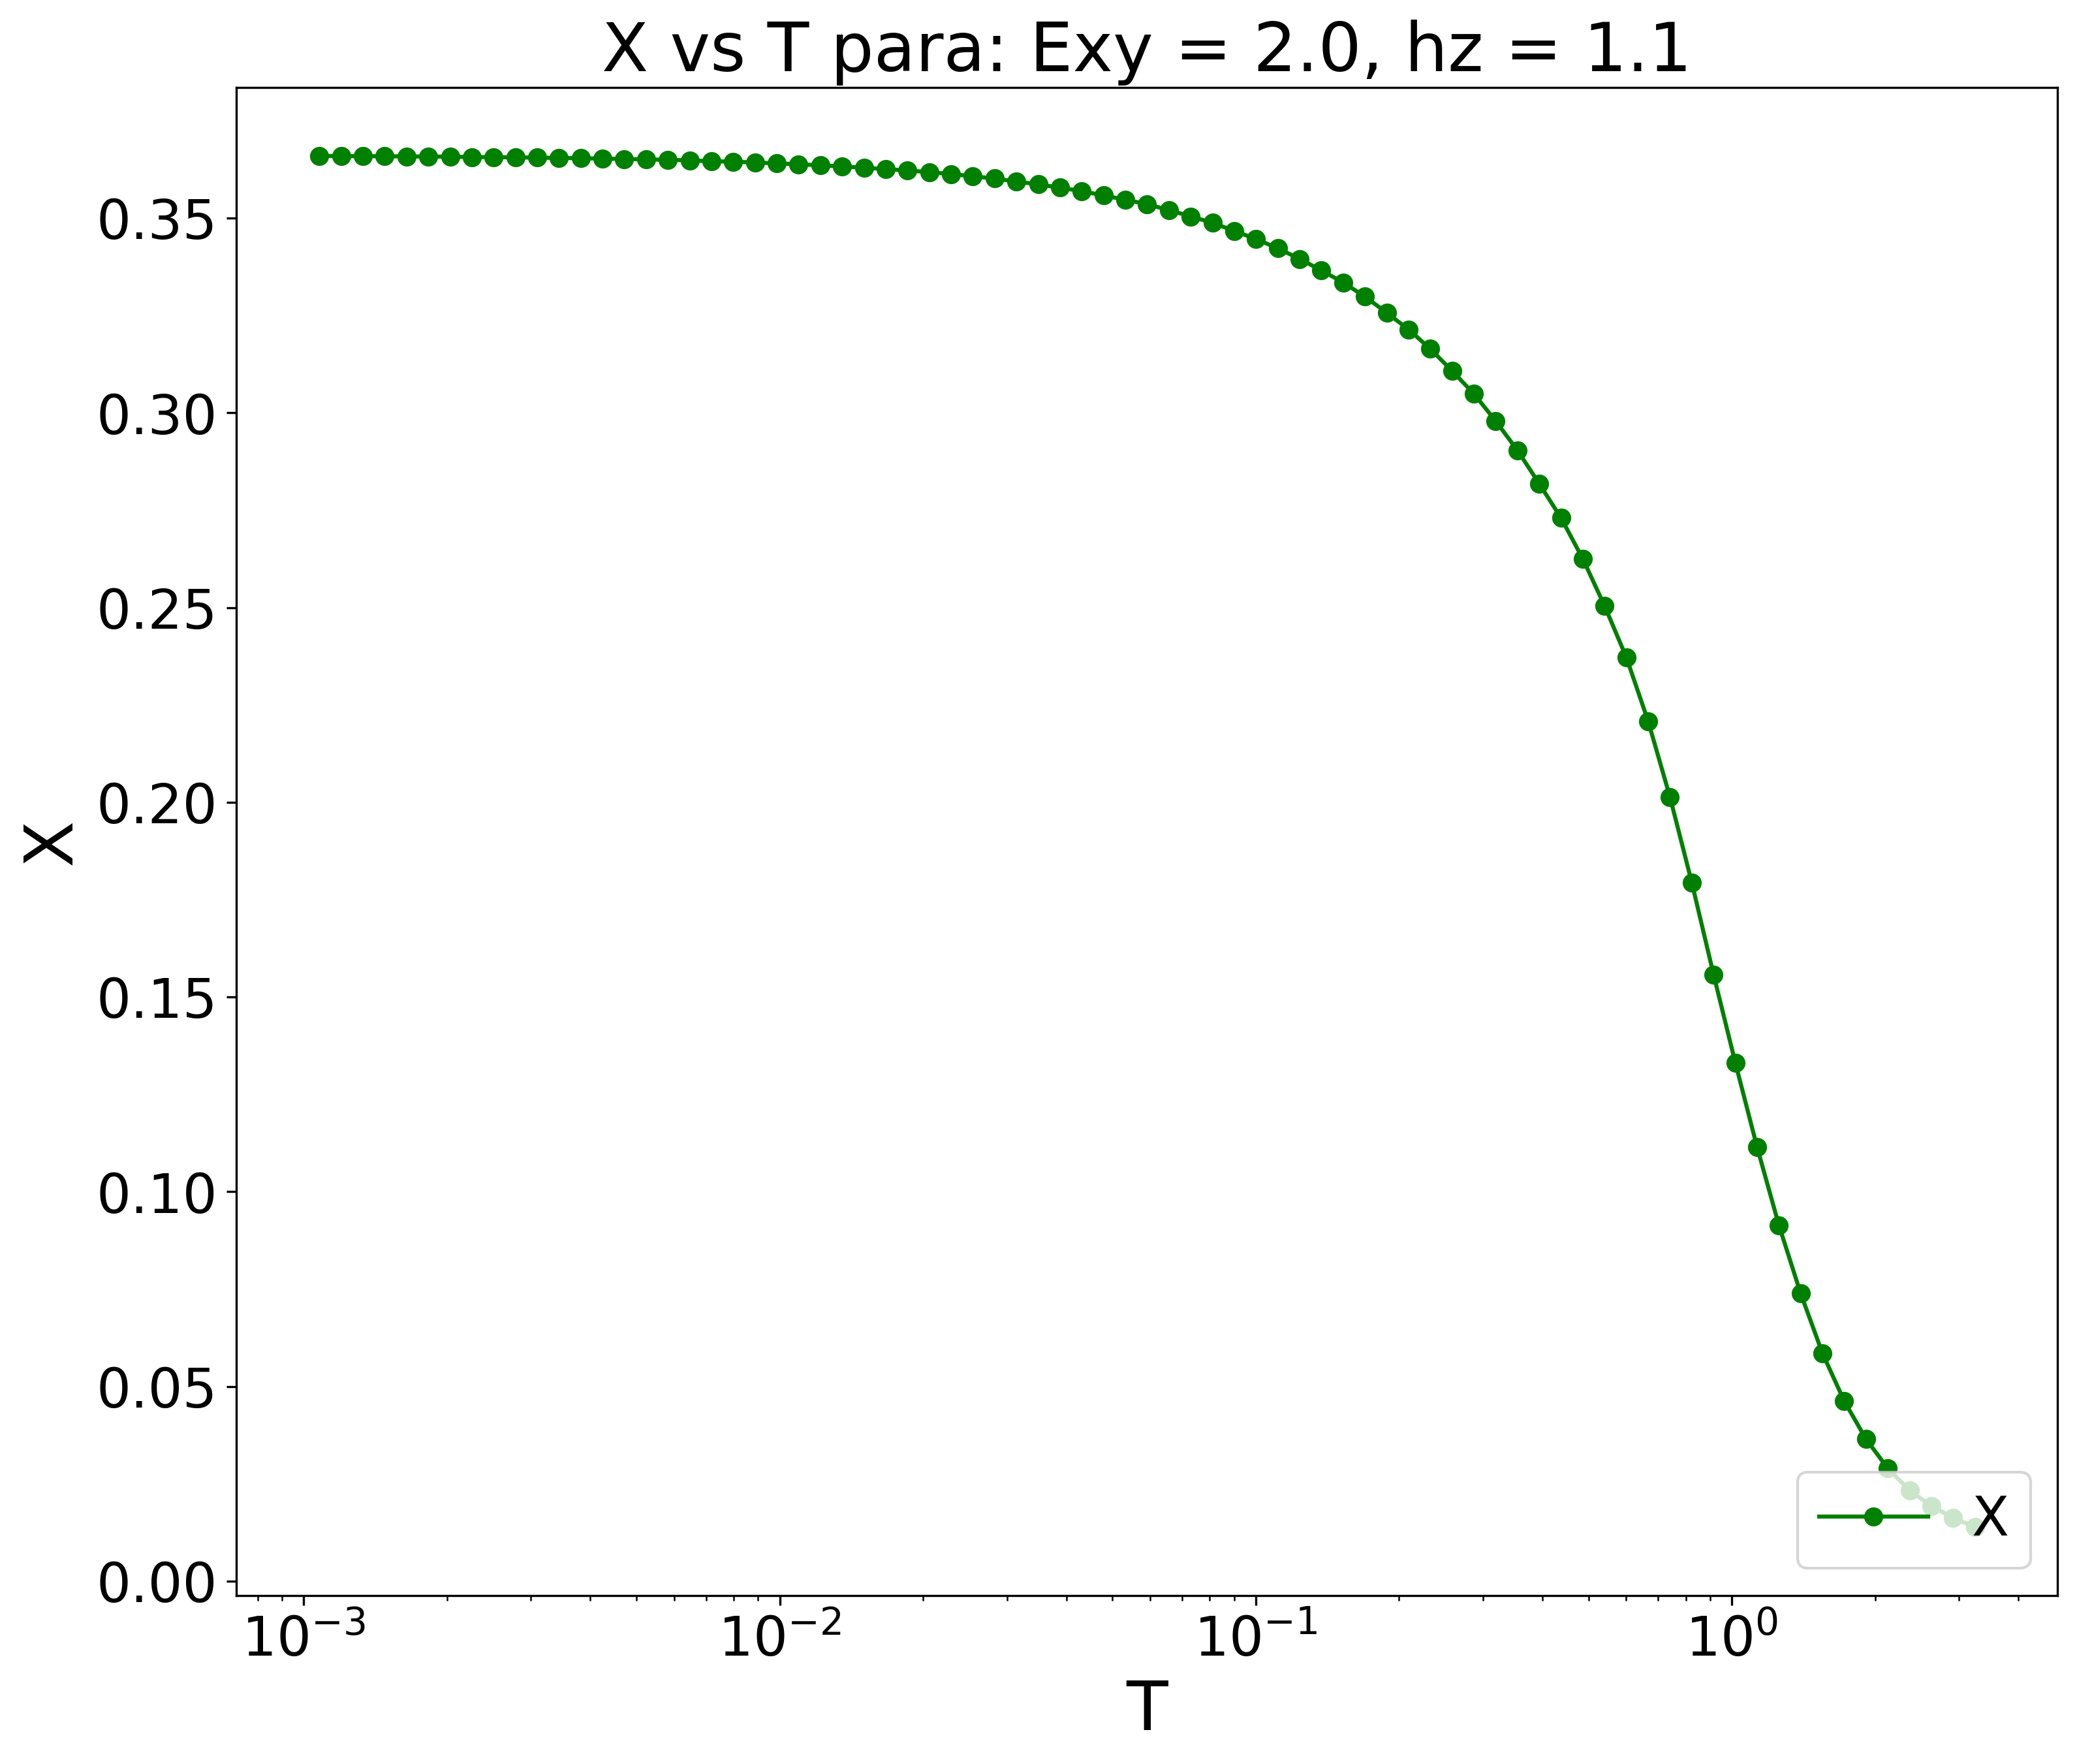 X vs T para: Exy = 2.0, hz = 1.1
X
0.35
0.30
0.25
0.20
0.15
0.10
0.05
0.00
X
10⁻³ 10⁻² 10⁻¹ 10⁰
T